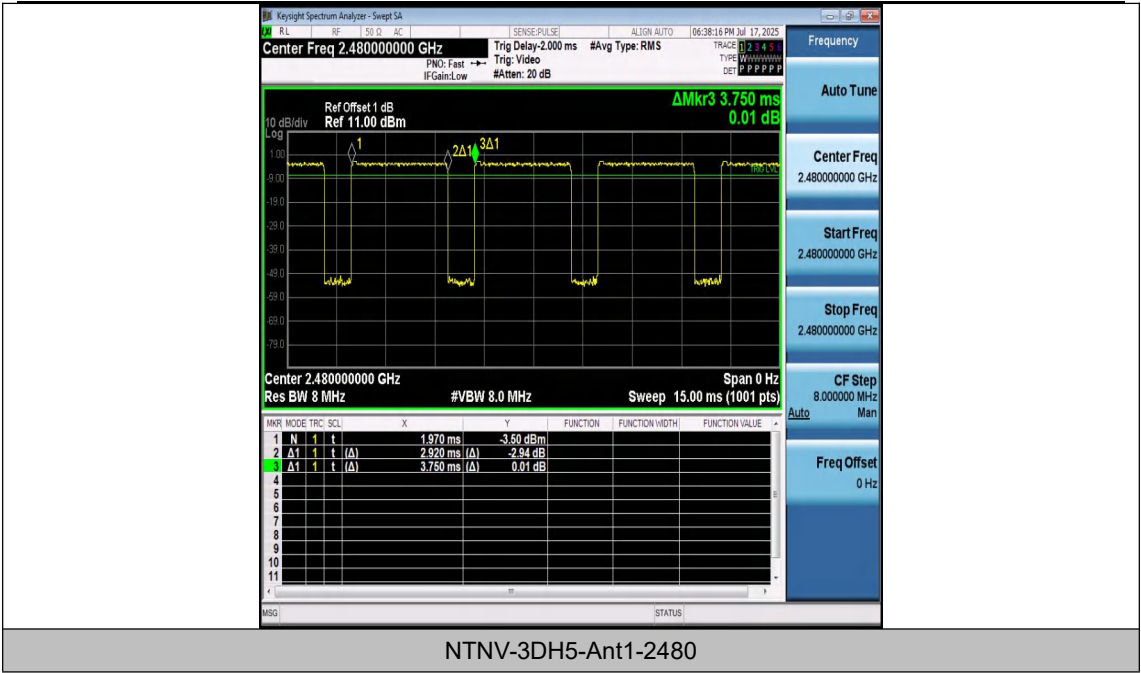 Keysight Spectrum Analyzer - Swept SA
RL RF 50 Ω AC SENSE:PULSE ALIGN AUTO 06:38:16 PM Jul 17, 2025
Center Freq 2.480000000 GHz
PNO: Fast
IFGain:Low
Trig Delay-2.000 ms
Trig: Video
#Atten: 20 dB
#Avg Type: RMS
TRACE 1 2 3 4 5 6
TYPE WWWWWW
DET P P P P P P
ΔMkr3 3.750 ms
0.01 dB
Ref Offset 1 dB
10 dB/div Ref 11.00 dBm
Log
1
2Δ1
3Δ1
1.00
TRIG LVL
-9.00
-19.0
-29.0
-39.0
-49.0
-59.0
-69.0
-79.0
Center 2.480000000 GHz Span 0 Hz
Res BW 8 MHz #VBW 8.0 MHz Sweep 15.00 ms (1001 pts)
MKR MODE TRC SCL X Y FUNCTION FUNCTION WIDTH FUNCTION VALUE
1 N 1 t 1.970 ms -3.50 dBm
2 Δ1 1 t (Δ) 2.920 ms (Δ) -2.94 dB
3 Δ1 1 t (Δ) 3.750 ms (Δ) 0.01 dB
4
5
6
7
8
9
10
11
MSG STATUS
Frequency
Auto Tune
Center Freq
2.480000000 GHz
Start Freq
2.480000000 GHz
Stop Freq
2.480000000 GHz
CF Step
8.000000 MHz
Auto Man
Freq Offset
0 Hz
NTNV-3DH5-Ant1-2480